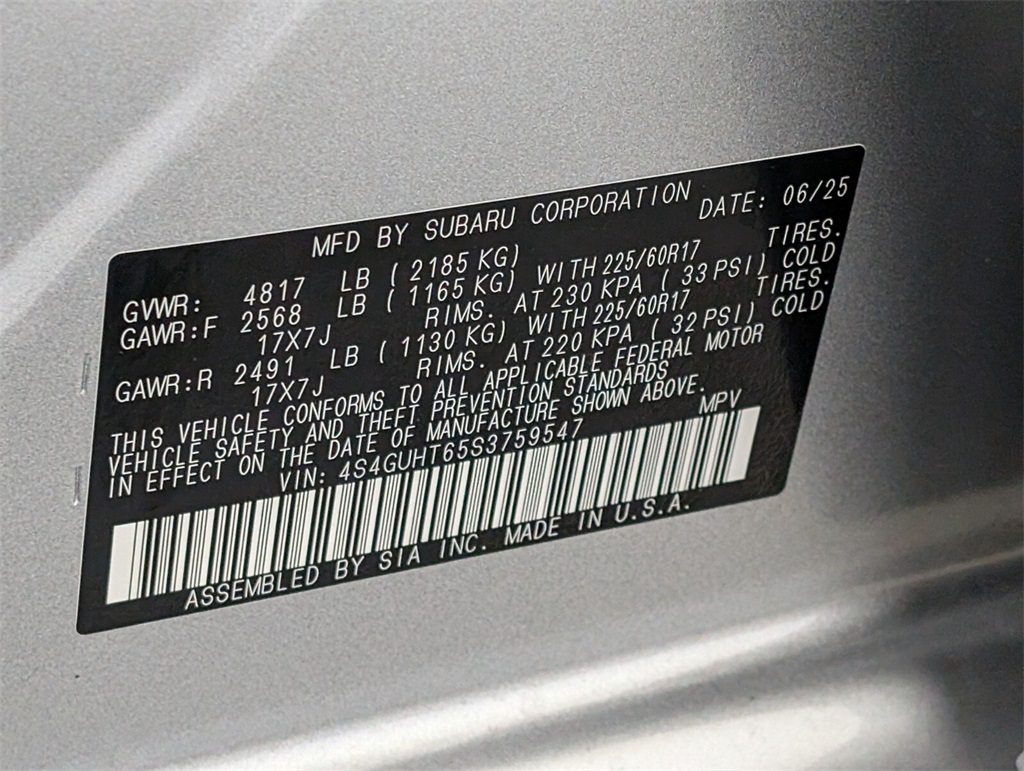 MFD BY SUBARU CORPORATION DATE: 06/25
GVWR: 4817 LB (2185 KG)
GAWR:F 2568 LB (1165 KG) WITH 225/60R17 TIRES.
17X7J RIMS. AT 230 KPA (33 PSI) COLD
GAWR:R 2491 LB (1130 KG) WITH 225/60R17 TIRES.
17X7J RIMS. AT 220 KPA (32 PSI) COLD
THIS VEHICLE CONFORMS TO ALL APPLICABLE FEDERAL MOTOR
VEHICLE SAFETY AND THEFT PREVENTION STANDARDS
IN EFFECT ON THE DATE OF MANUFACTURE SHOWN ABOVE.
VIN: 4S4GUHT65S3759547 MPV
ASSEMBLED BY SIA INC. MADE IN U.S.A.